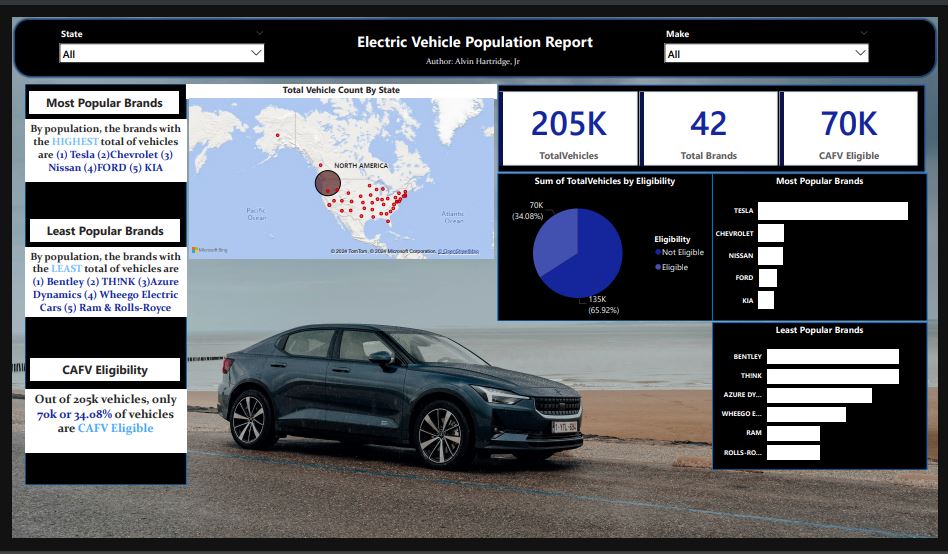 State
All
Electric Vehicle Population Report
Author: Alvin Hartridge, Jr
Make
All
Most Popular Brands
By population, the brands with
the HIGHEST total of vehicles
are (1) Tesla (2)Chevrolet (3)
Nissan (4)FORD (5) KIA
Least Popular Brands
By population, the brands with
the LEAST total of vehicles are
(1) Bentley (2) TH!NK (3)Azure
Dynamics (4) Wheego Electric
Cars (5) Ram & Rolls-Royce
CAFV Eligibility
Out of 205k vehicles, only
70k or 34.08% of vehicles
are CAFV Eligible
Total Vehicle Count By State
NORTH AMERICA
Pacific
Ocean
Atlantic
Ocean
Microsoft Bing
© 2024 TomTom, © 2024 Microsoft Corporation, © OpenStreetMap
205K
TotalVehicles
42
Total Brands
70K
CAFV Eligible
Sum of TotalVehicles by Eligibility
70K
(34.08%)
135K
(65.92%)
Eligibility
Not Eligible
Eligible
Most Popular Brands
TESLA
CHEVROLET
NISSAN
FORD
KIA
Least Popular Brands
BENTLEY
THINK
AZURE DY...
WHEEGO E...
RAM
ROLLS-RO...